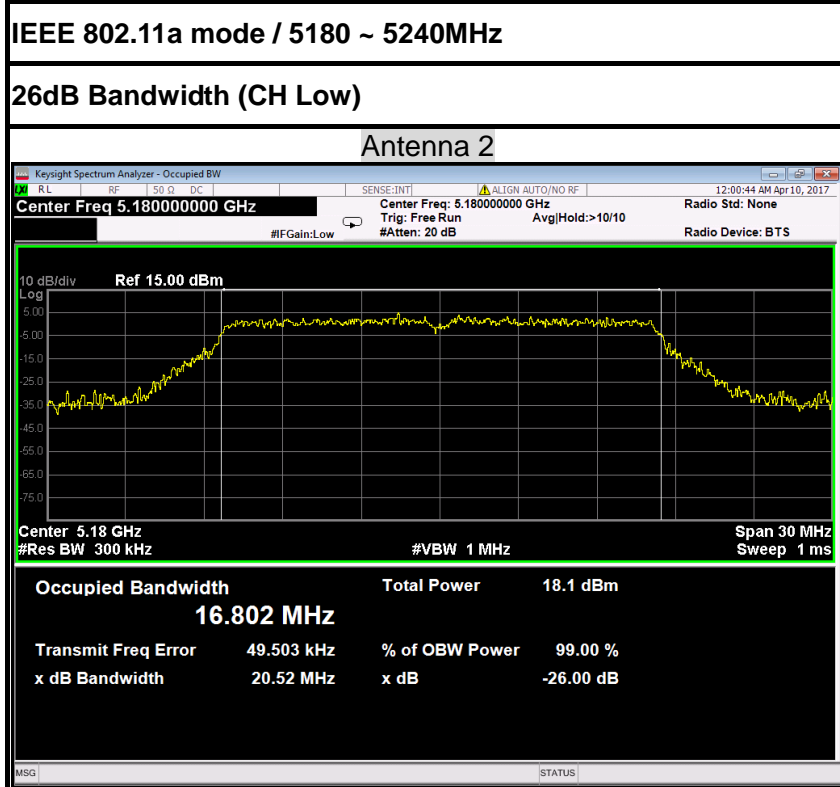 IEEE 802.11a mode / 5180 ~ 5240MHz
26dB Bandwidth (CH Low)
Antenna 2
Keysight Spectrum Analyzer - Occupied BW
LXI RL RF 50 Ω DC SENSE:INT ALIGN AUTO/NO RF 12:00:44 AM Apr 10, 2017
Center Freq 5.180000000 GHz Center Freq: 5.180000000 GHz Radio Std: None
Trig: Free Run Avg|Hold:>10/10
#IFGain:Low #Atten: 20 dB Radio Device: BTS
10 dB/div Ref 15.00 dBm
Log
5.00
-5.00
-15.0
-25.0
-35.0
-45.0
-55.0
-65.0
-75.0
Center 5.18 GHz Span 30 MHz
#Res BW 300 kHz #VBW 1 MHz Sweep 1 ms
Occupied Bandwidth Total Power 18.1 dBm
16.802 MHz
Transmit Freq Error 49.503 kHz % of OBW Power 99.00 %
x dB Bandwidth 20.52 MHz x dB -26.00 dB
MSG STATUS